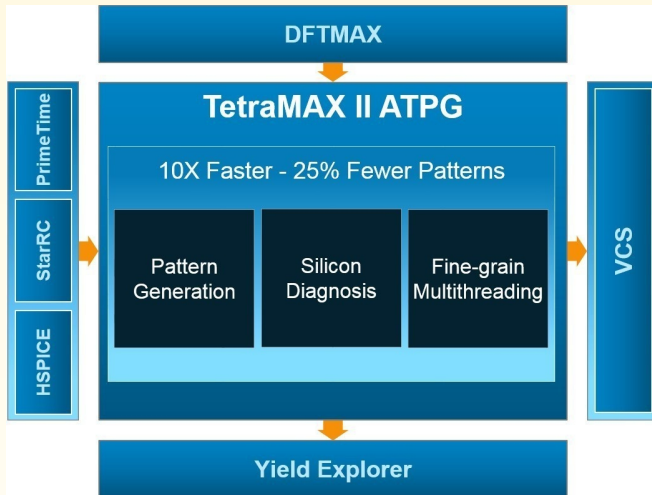 DFTMAX
PrimeTime
StarRC
HSPICE
TetraMAX II ATPG
10X Faster - 25% Fewer Patterns
Pattern
Generation
Silicon
Diagnosis
Fine-grain
Multithreading
VCS
Yield Explorer